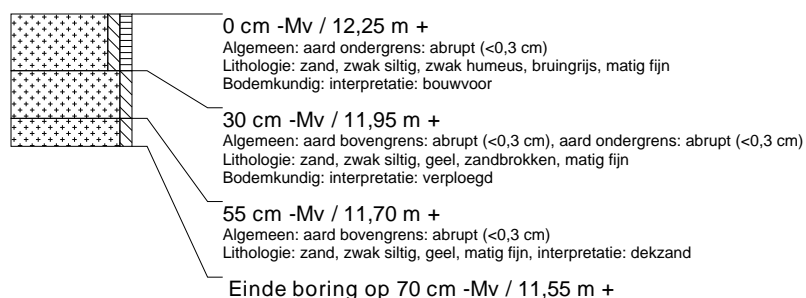 0 cm -Mv / 12,25 m +
Algemeen: aard ondergrens: abrupt (<0,3 cm)
Lithologie: zand, zwak siltig, zwak humeus, bruingrijs, matig fijn
Bodemkundig: interpretatie: bouwvoor
30 cm -Mv / 11,95 m +
Algemeen: aard bovengrens: abrupt (<0,3 cm), aard ondergrens: abrupt (<0,3 cm)
Lithologie: zand, zwak siltig, geel, zandbrokken, matig fijn
Bodemkundig: interpretatie: verploegd
55 cm -Mv / 11,70 m +
Algemeen: aard bovengrens: abrupt (<0,3 cm)
Lithologie: zand, zwak siltig, geel, matig fijn, interpretatie: dekzand
Einde boring op 70 cm -Mv / 11,55 m +